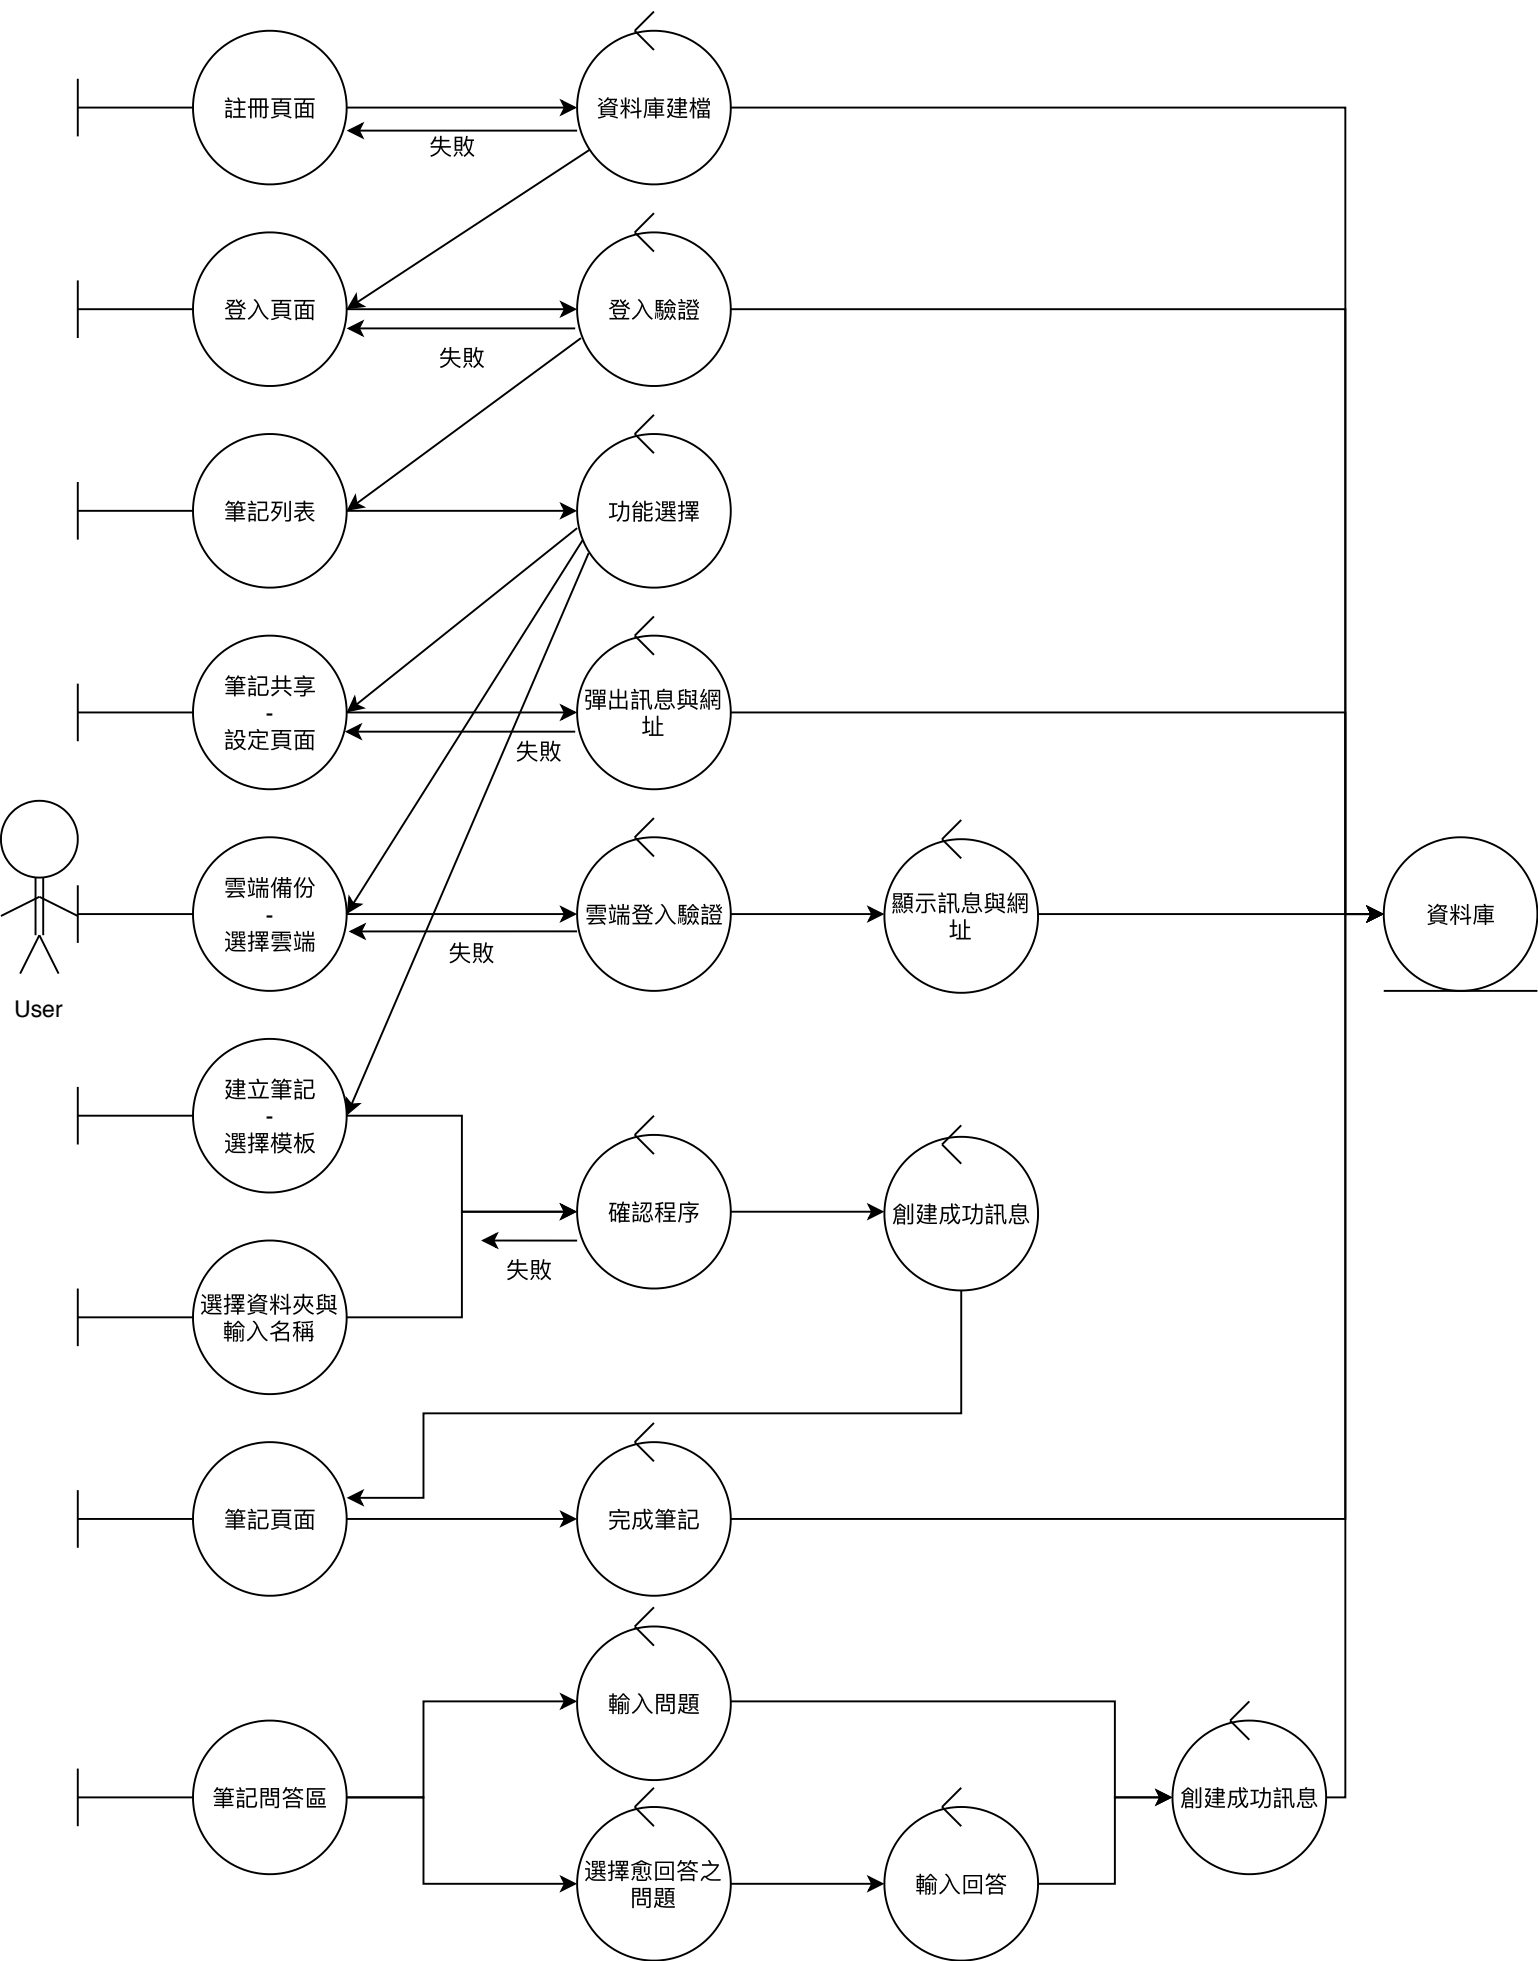 註冊頁面
資料庫建檔
失敗
登入頁面
登入驗證
失敗
筆記列表
功能選擇
筆記共享
-
設定頁面
彈出訊息與網
址
失敗
雲端備份
-
選擇雲端
雲端登入驗證
顯示訊息與網
址
資料庫
失敗
User
建立筆記
-
選擇模板
確認程序
創建成功訊息
失敗
選擇資料夾與
輸入名稱
筆記頁面
完成筆記
輸入問題
筆記問答區
創建成功訊息
選擇愈回答之
問題
輸入回答